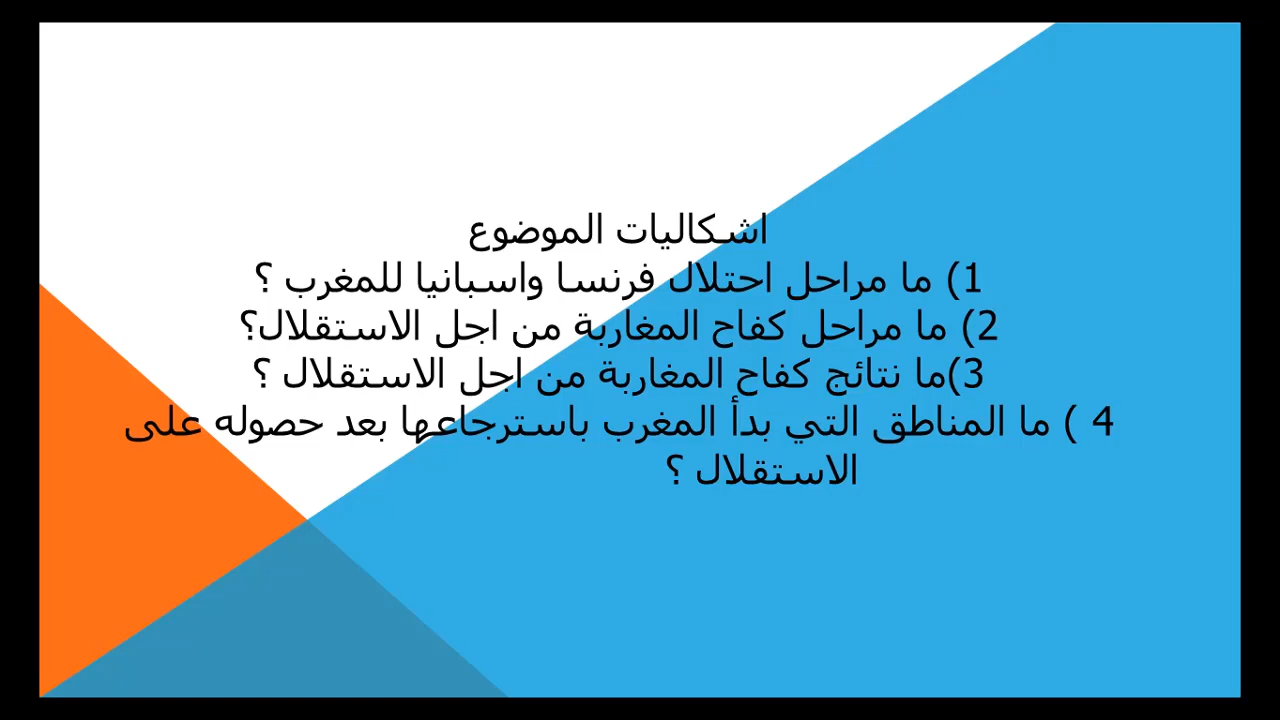 اشكاليات الموضوع
1) ما مراحل احتلال فرنسا واسبانيا للمغرب ؟
2) ما مراحل كفاح المغاربة من اجل الاستقلال؟
3)ما نتائج كفاح المغاربة من اجل الاستقلال ؟
4 ) ما المناطق التي بدأ المغرب باسترجاعها بعد حصوله على
الاستقلال ؟